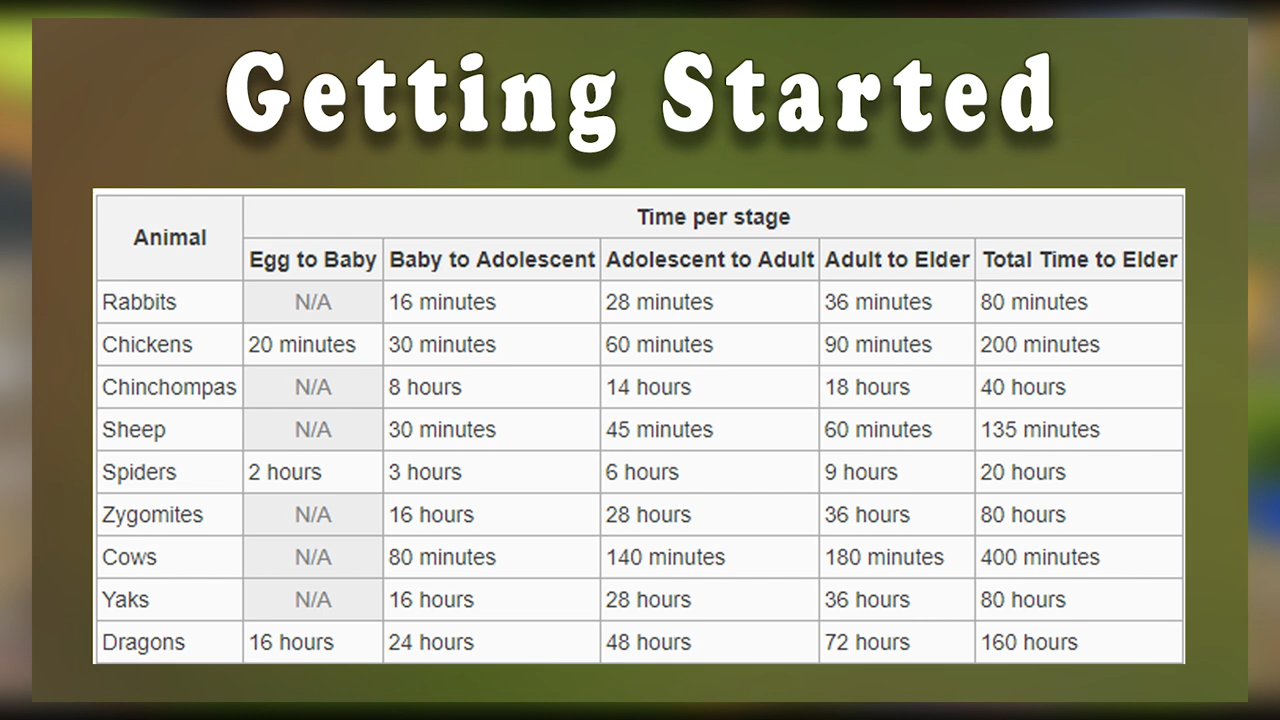 Getting Started
Animal Time per stage
Egg to Baby Baby to Adolescent Adolescent to Adult Adult to Elder Total Time to Elder
Rabbits N/A 16 minutes 28 minutes 36 minutes 80 minutes
Chickens 20 minutes 30 minutes 60 minutes 90 minutes 200 minutes
Chinchompas N/A 8 hours 14 hours 18 hours 40 hours
Sheep N/A 30 minutes 45 minutes 60 minutes 135 minutes
Spiders 2 hours 3 hours 6 hours 9 hours 20 hours
Zygomites N/A 16 hours 28 hours 36 hours 80 hours
Cows N/A 80 minutes 140 minutes 180 minutes 400 minutes
Yaks N/A 16 hours 28 hours 36 hours 80 hours
Dragons 16 hours 24 hours 48 hours 72 hours 160 hours